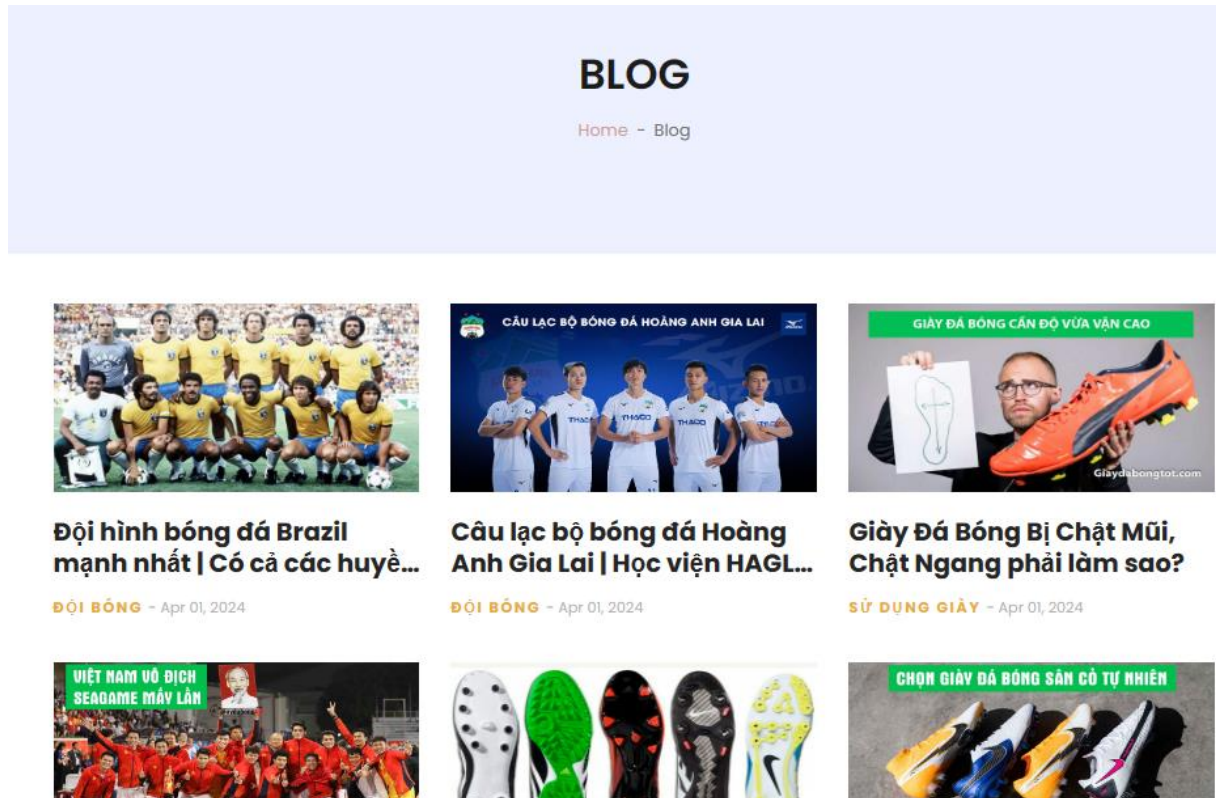 BLOG
Home - Blog
CÂU LẠC BỘ BÓNG ĐÁ HOÀNG ANH GIA LAI
GIÀY ĐÁ BÓNG CẦN ĐỘ VỪA VẶN CAO
THACO
THACO
Giaydabongtot.com
Đội hình bóng đá Brazil
mạnh nhất | Có cả các huyề...
Câu lạc bộ bóng đá Hoàng
Anh Gia Lai | Học viện HAGL...
Giày Đá Bóng Bị Chật Mũi,
Chật Ngang phải làm sao?
ĐỘI BÓNG - Apr 01, 2024
ĐỘI BÓNG - Apr 01, 2024
SỬ DỤNG GIÀY - Apr 01, 2024
VIỆT NAM VÔ ĐỊCH
SEAGAME MẤY LẦN
CHỌN GIÀY ĐÁ BÓNG SÂN CỎ TỰ NHIÊN